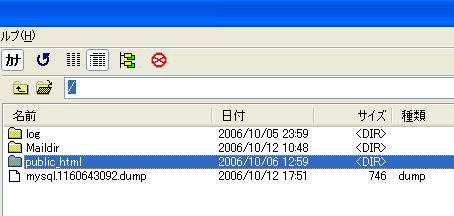 ルプ(H)
カナ
/
名前 日付 サイズ 種類
log 2006/10/05 23:59 <DIR>
Maildir 2006/10/12 10:48 <DIR>
public_html 2006/10/06 12:59 <DIR>
mysql.1160643092.dump 2006/10/12 17:51 746 dump